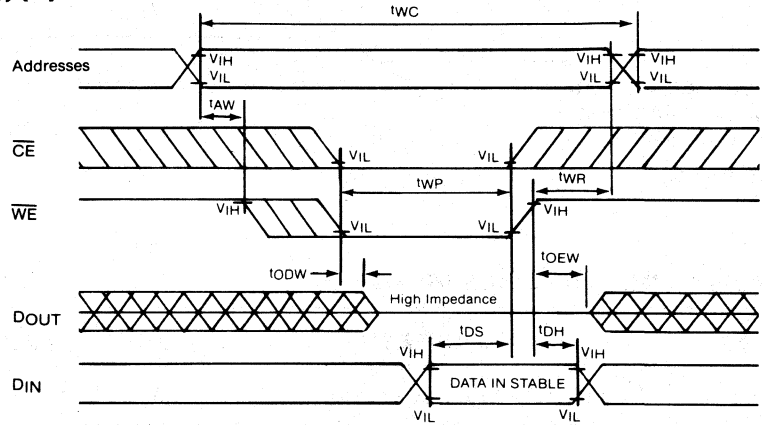 tWC
Addresses
VIH VIH VIH
VIL VIL VIL
tAW
CE
VIL VIL
tWP tWR
WE
VIH VIH
VIL VIL
tODW tOEW
DOUT
High Impedance
tDS tDH
VIH VIH
DIN
DATA IN STABLE
VIL VIL